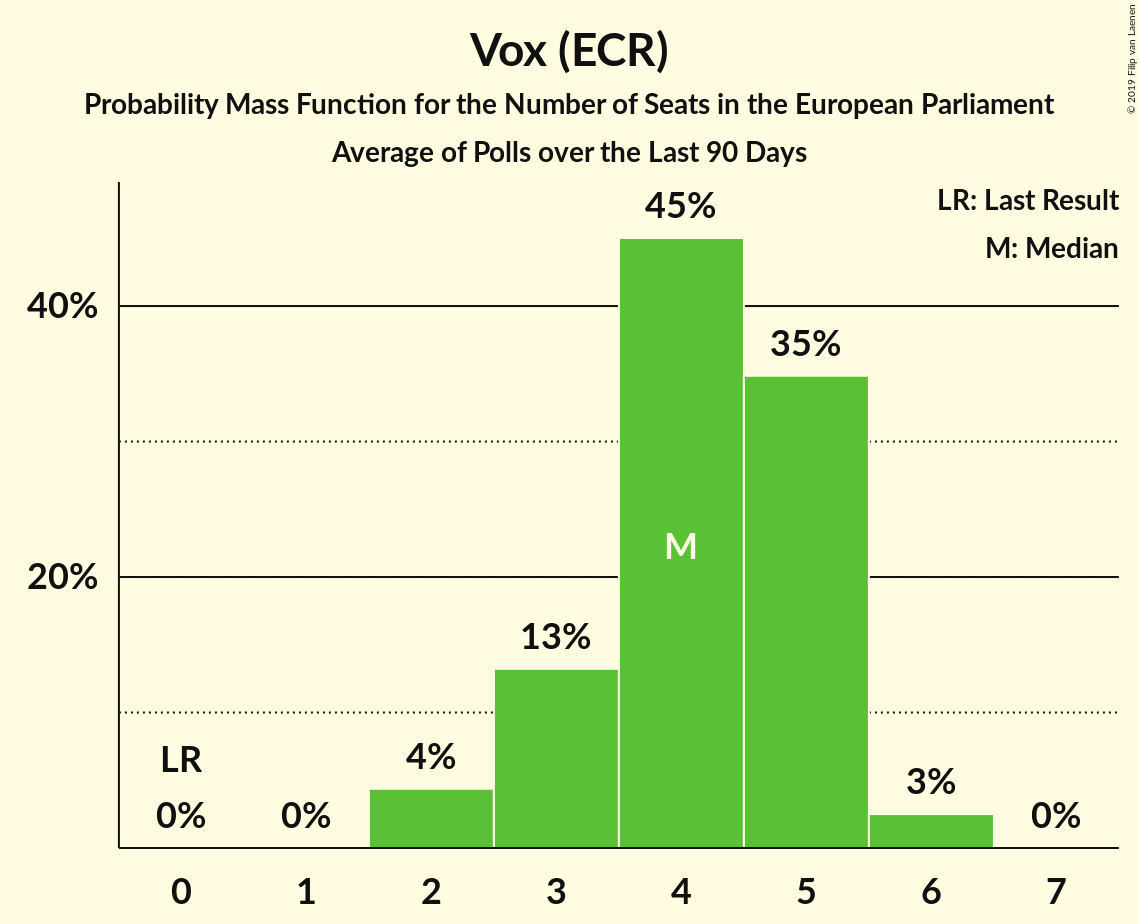 Vox (ECR)
Probability Mass Function for the Number of Seats in the European Parliament
Average of Polls over the Last 90 Days
© 2019 Filip van Laenen
LR: Last Result
M: Median
45%
40%
35%
M
20%
13%
LR
4%
3%
0%
0%
0%
0 1 2 3 4 5 6 7